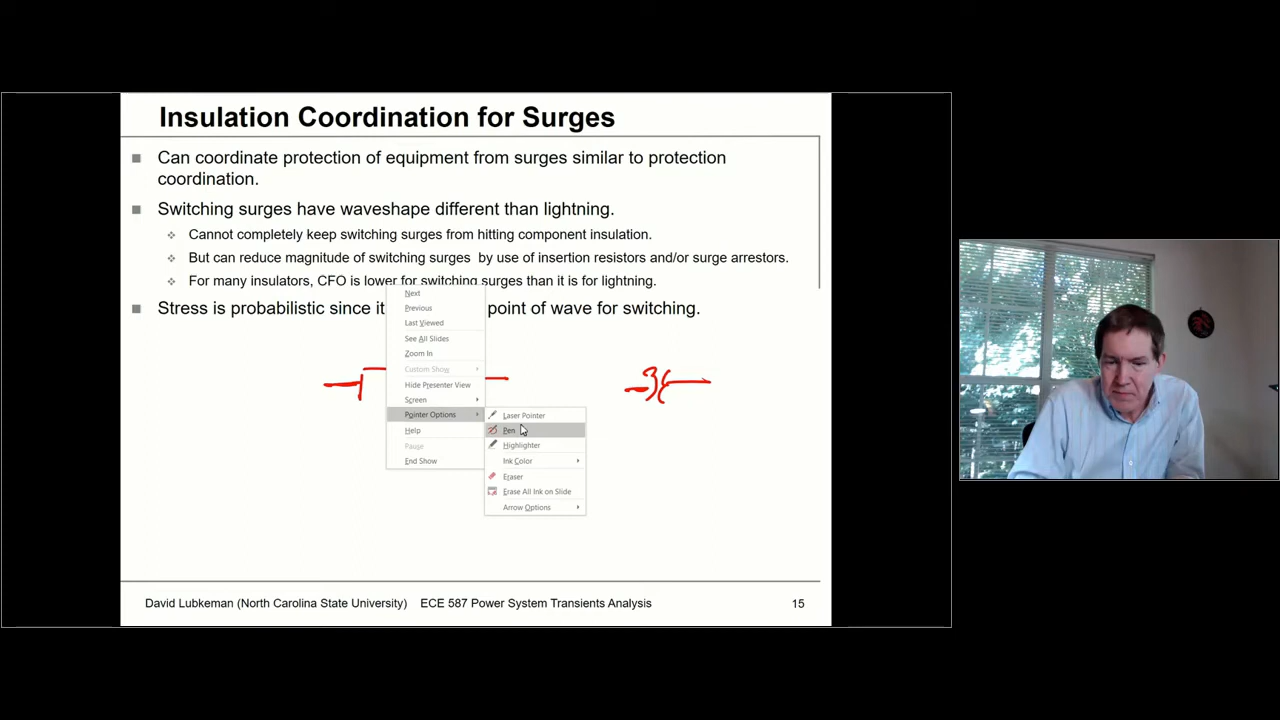 Insulation Coordination for Surges
Can coordinate protection of equipment from surges similar to protection
coordination.
Switching surges have waveshape different than lightning.
Cannot completely keep switching surges from hitting component insulation.
But can reduce magnitude of switching surges by use of insertion resistors and/or surge arrestors.
For many insulators, CFO is lower for switching surges than it is for lightning.
Stress is probabilistic since it point of wave for switching.
Next
Previous
Last Viewed
See All Slides
Zoom In
Custom Show
Hide Presenter View
Screen
Pointer Options
Help
Pause
End Show
Laser Pointer
Pen
Highlighter
Ink Color
Eraser
Erase All Ink on Slide
Arrow Options
David Lubkeman (North Carolina State University) ECE 587 Power System Transients Analysis 15